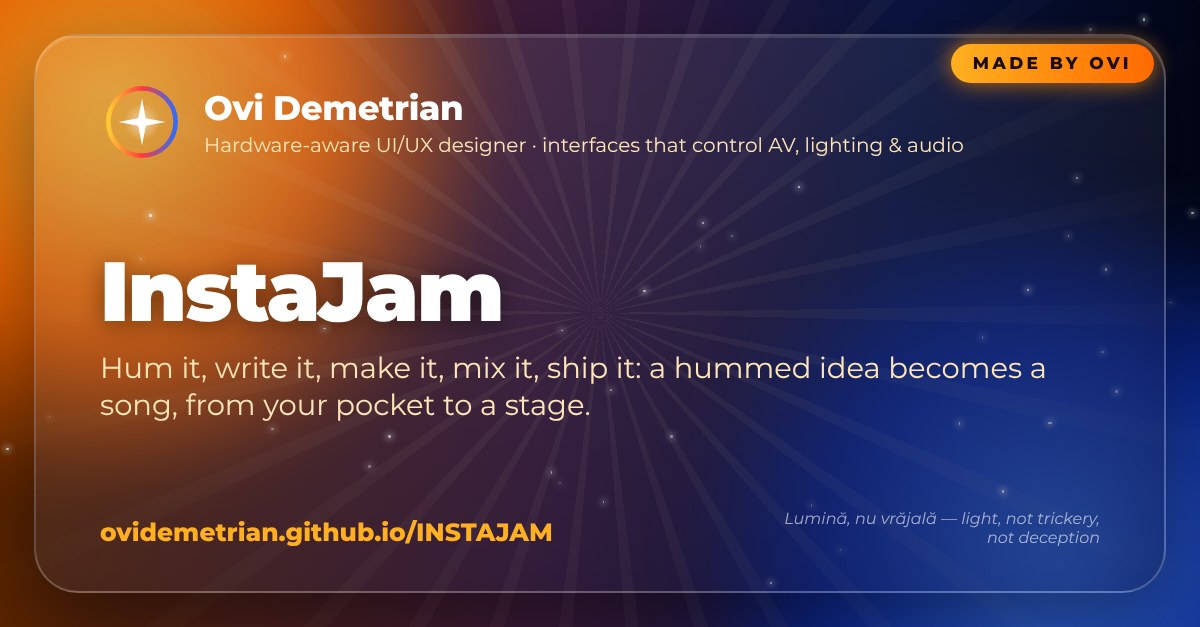 MADE BY OVI
Ovi Demetrian
Hardware-aware UI/UX designer · interfaces that control AV, lighting & audio
InstaJam
Hum it, write it, make it, mix it, ship it: a hummed idea becomes a
song, from your pocket to a stage.
ovidemetrian.github.io/INSTAJAM
Lumină, nu vrăjală — light, not trickery,
not deception